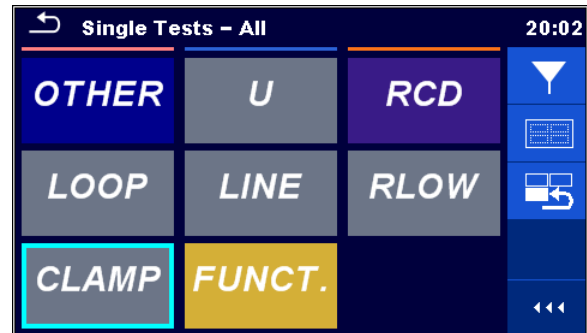 Single Tests – All 20:02
OTHER U RCD
LOOP LINE RLOW
CLAMP FUNCT.